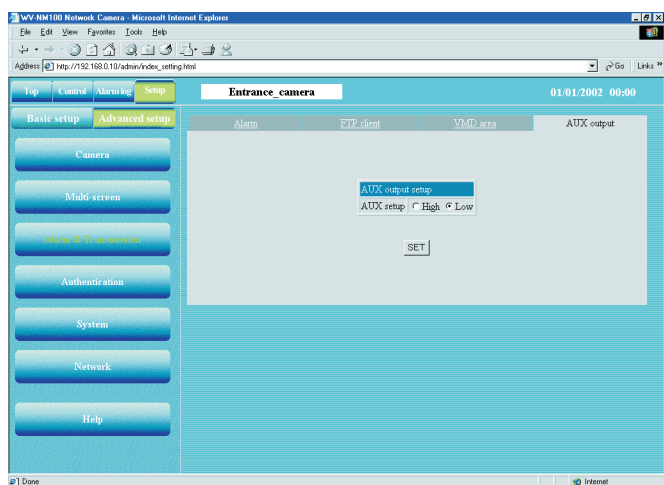 WV-NM100 Network Camera - Microsoft Internet Explorer
File Edit View Favorites Tools Help
Address http://192.168.0.10/admin/index_setting.html Go Links »
Top Control Alarm log Setup Entrance_camera 01/01/2002 00:00
Basic setup Advanced setup
Alarm FTP client VMD area AUX output
Camera
Multi-screen
AUX output setup
AUX setup High Low
SET
Authentication
System
Network
Help
Done Internet